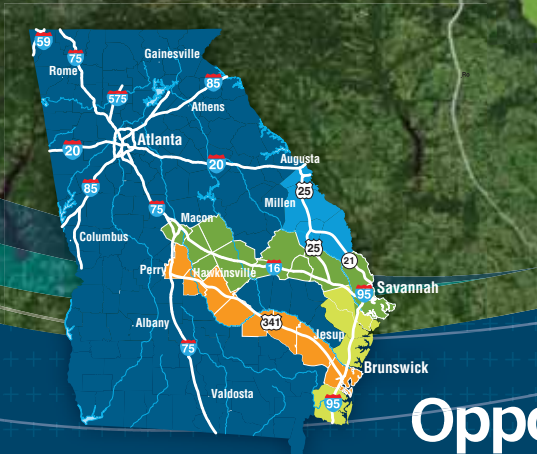 59
75
Rome
Gainesville
575
85
Athens
Atlanta
20
20
Augusta
85
25
Millen
75
Macon
Columbus
25
21
Perry
Hawkinsville
16
95
Savannah
Albany
341
Jesup
75
Brunswick
Valdosta
95
Oppo